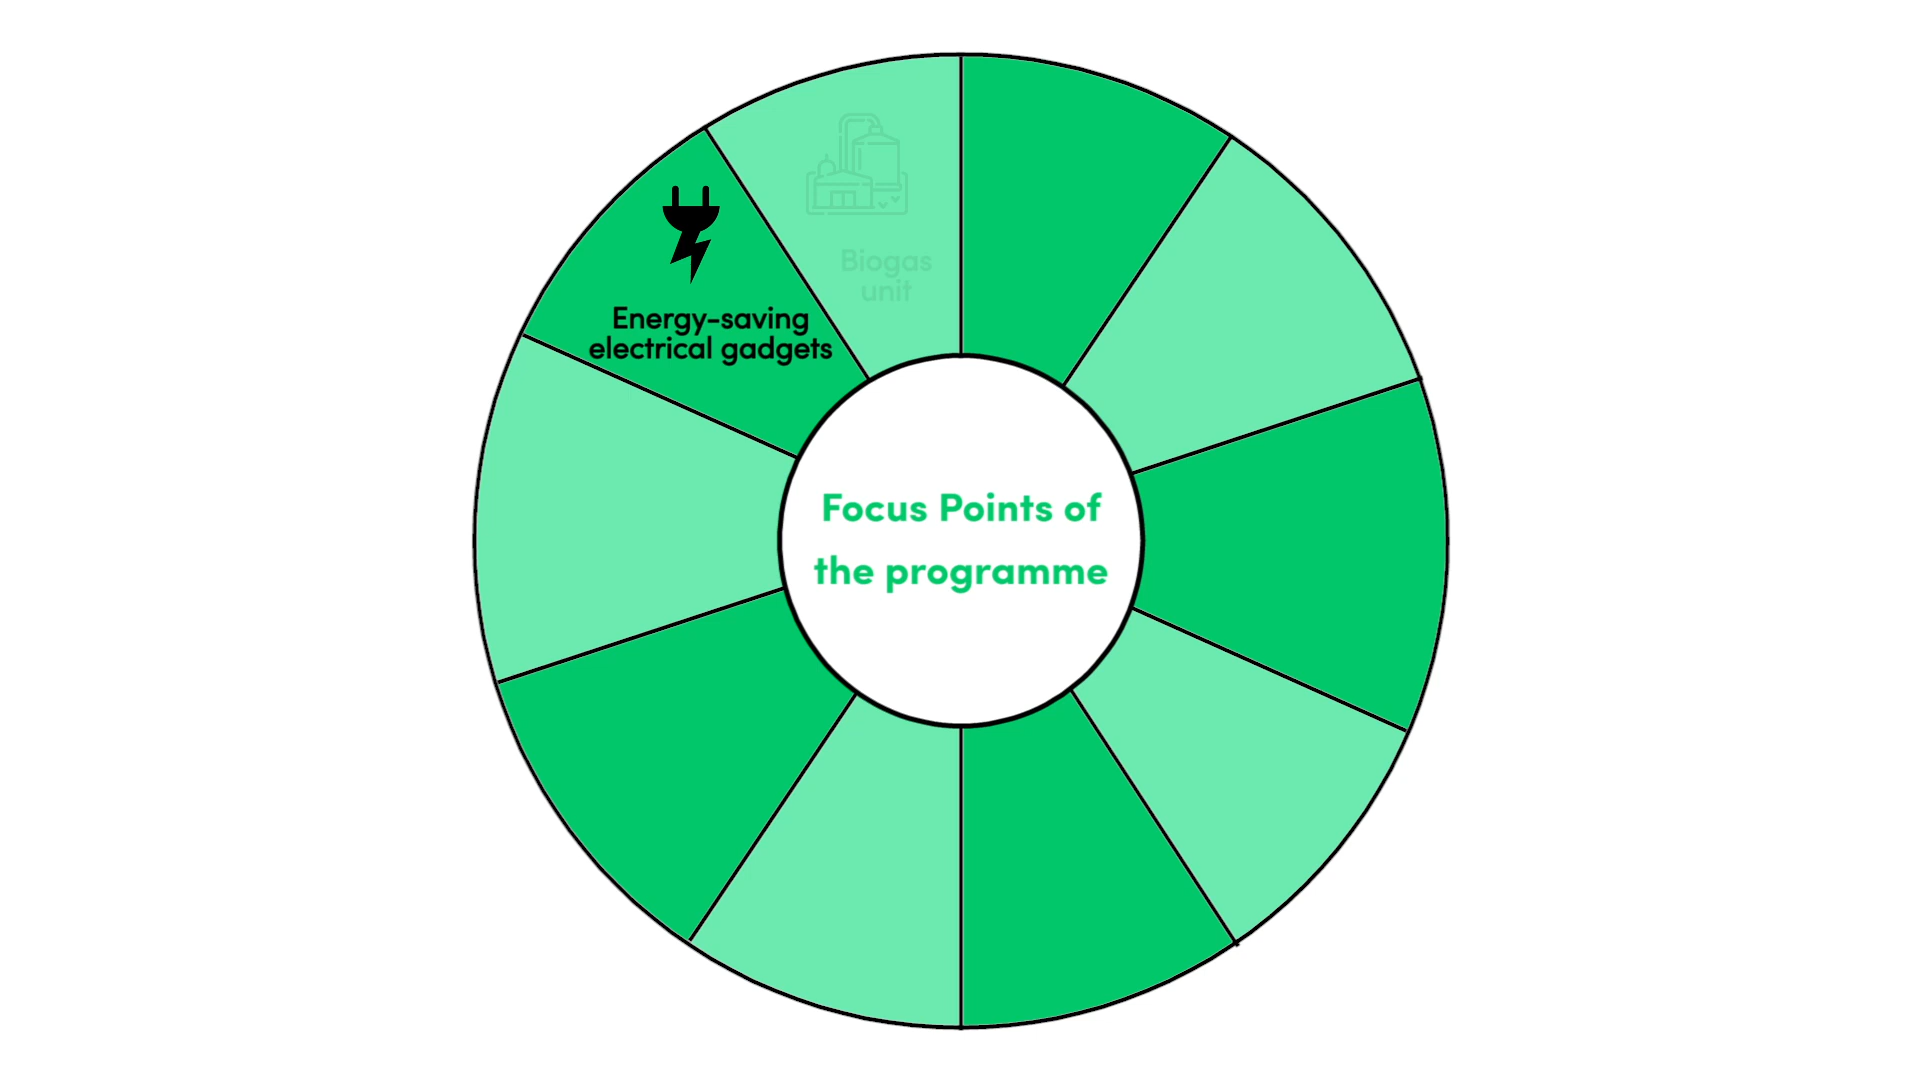 Biogas
unit
Energy-saving
electrical gadgets
Focus Points of
the programme